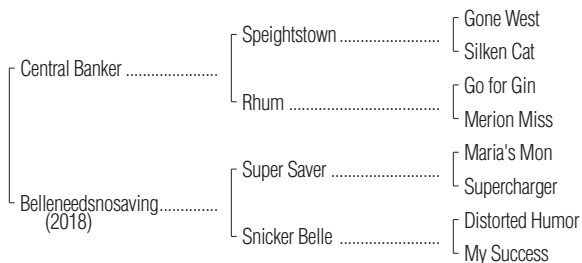 Gone West
Speightstown
Silken Cat
Central Banker
Go for Gin
Rhum
Merion Miss
Maria's Mon
Super Saver
Supercharger
Belleneedsnosaving
(2018)
Distorted Humor
Snicker Belle
My Success